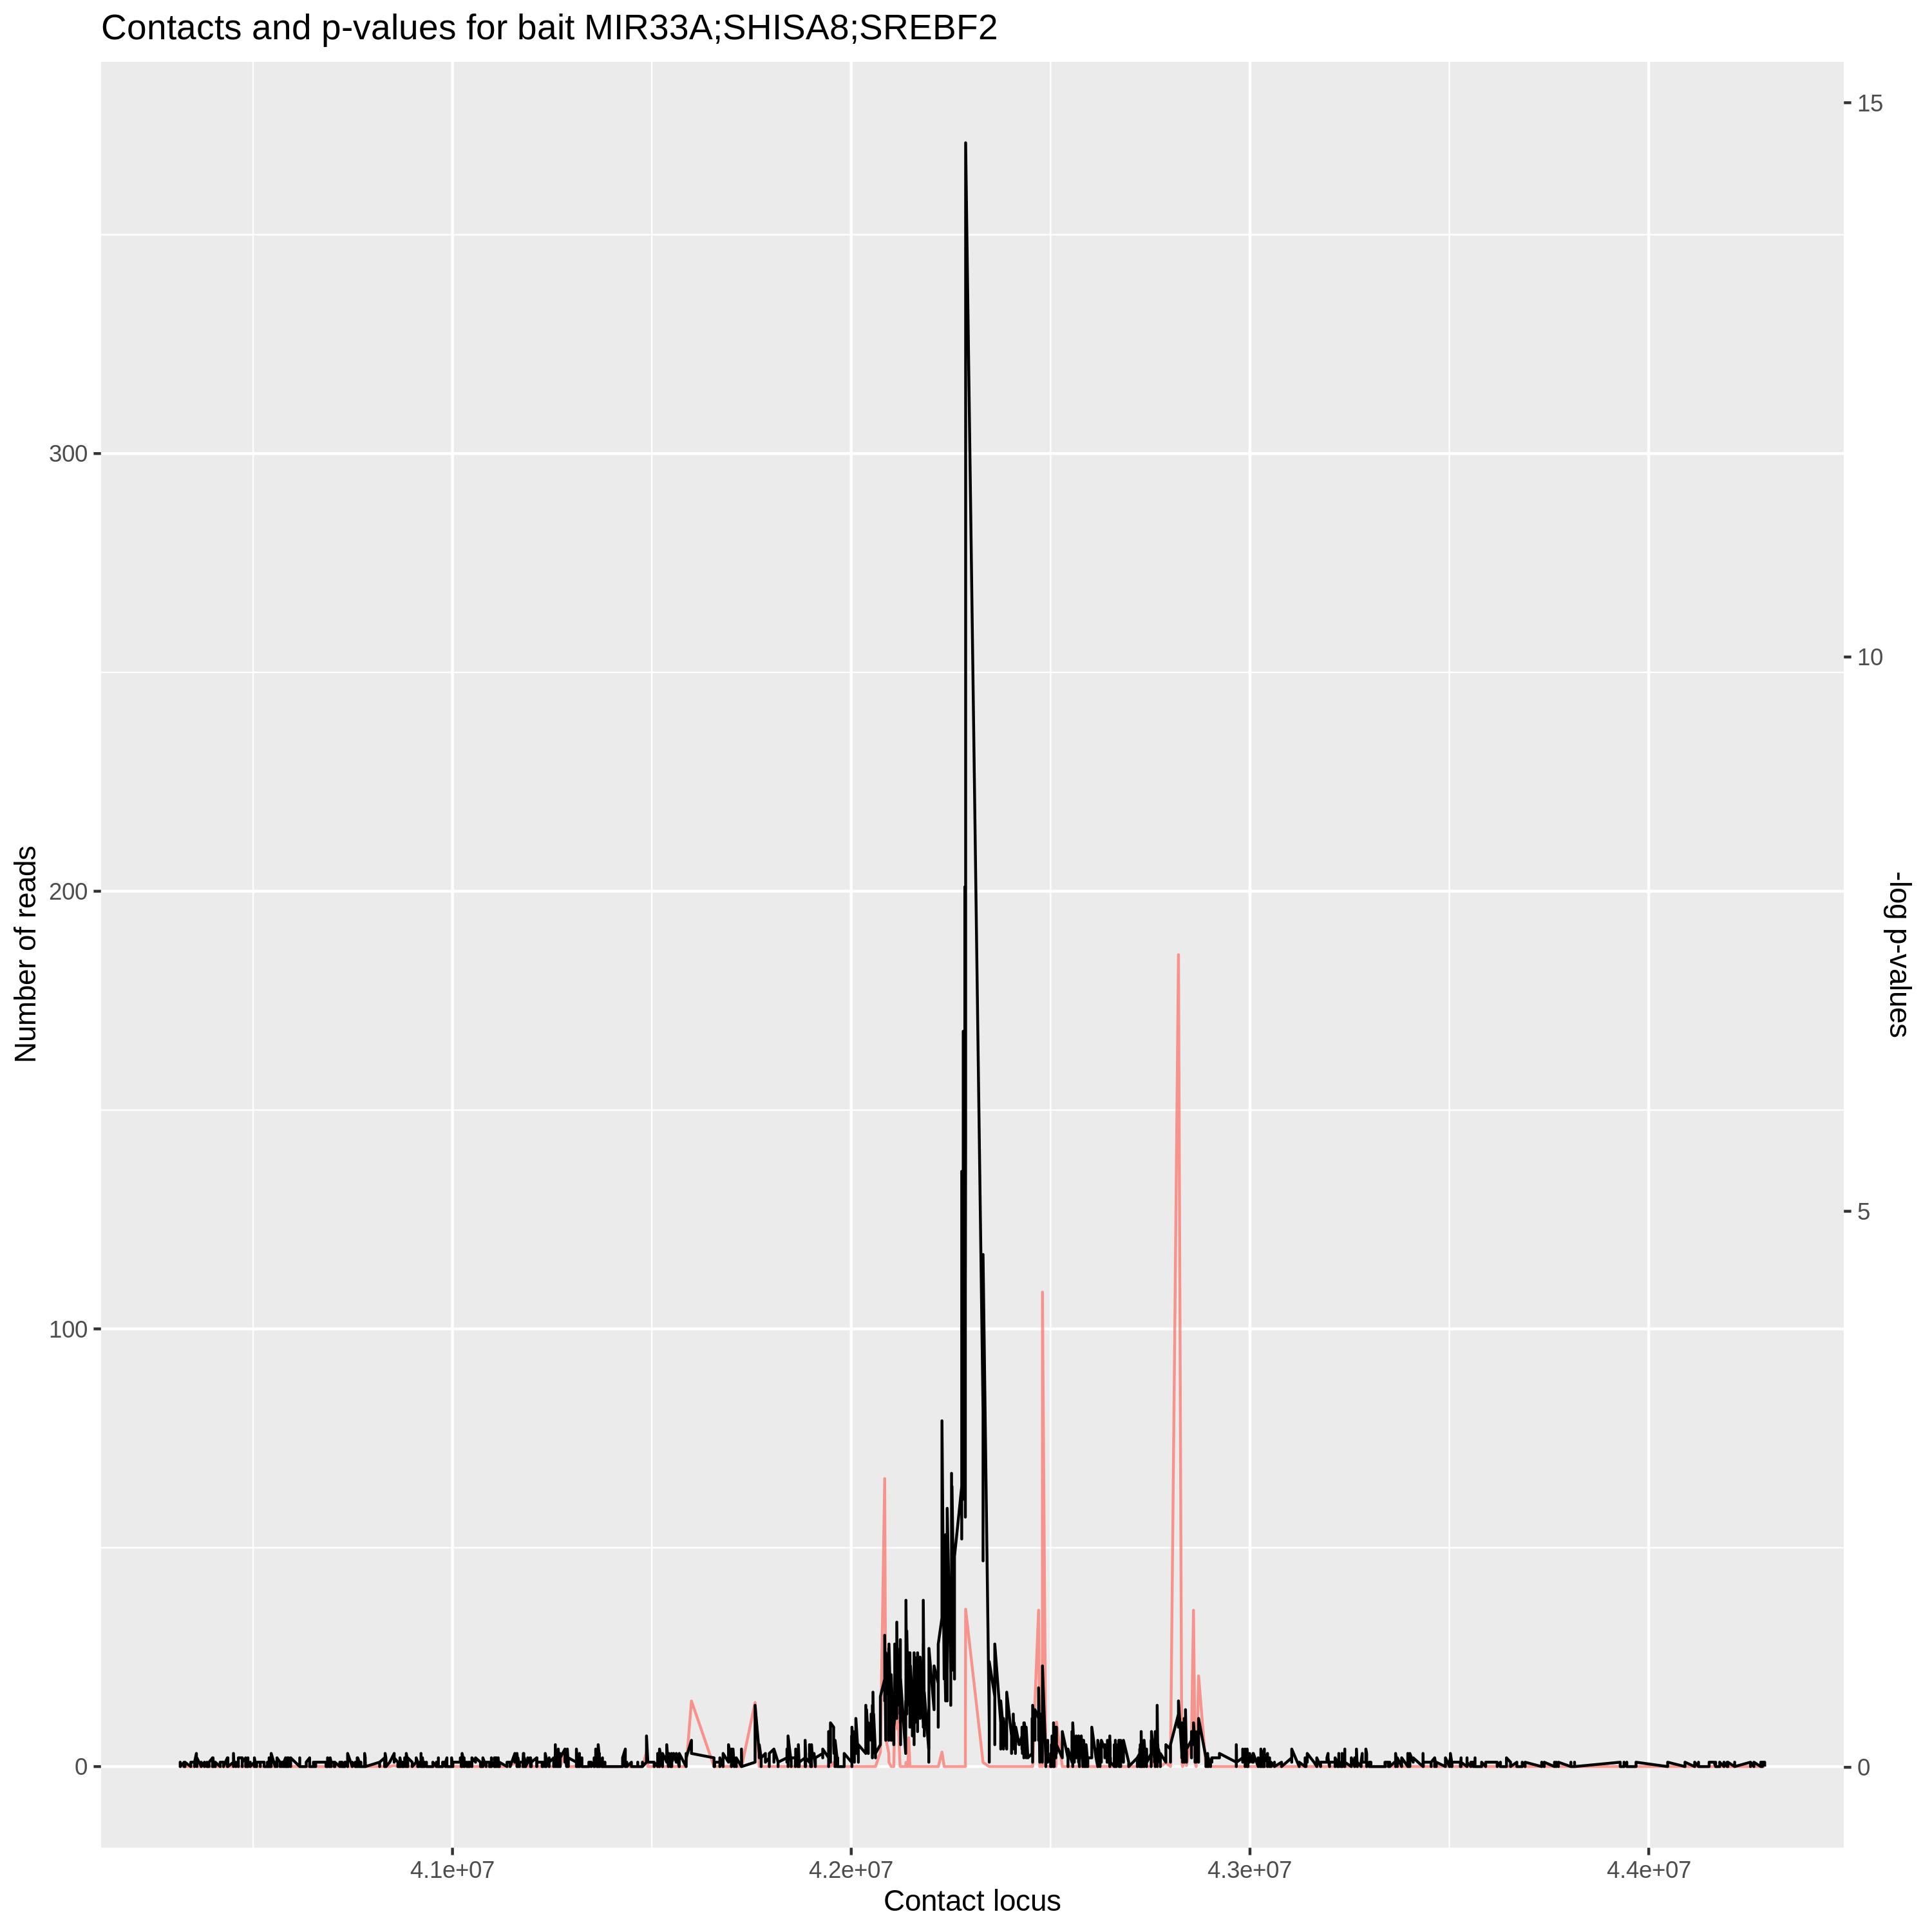 Contacts and p-values for bait MIR33A;SHISA8;SREBF2
15
300
10
Number of reads
200
-log p-values
5
100
0
0
4.1e+07
4.2e+07
4.3e+07
4.4e+07
Contact locus